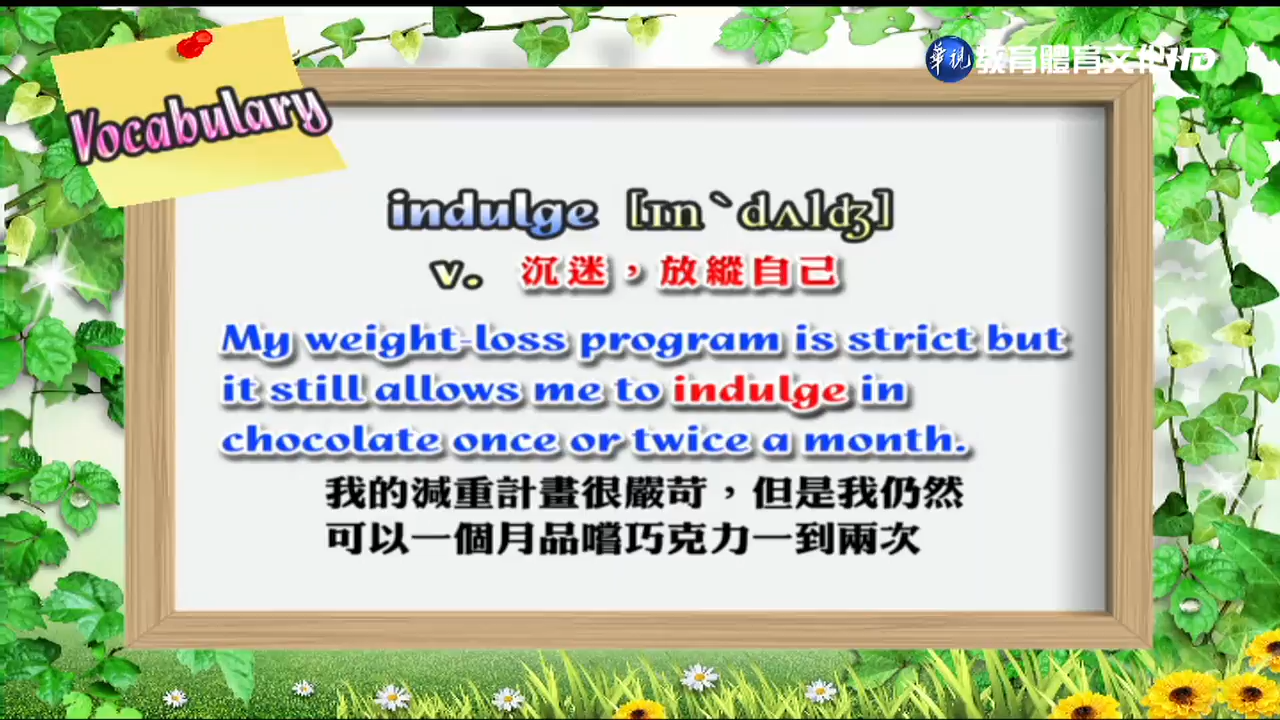 華視 教育體育文化HD
Vocabulary
indulge [ɪnˋdʌldʒ]
v. 沉迷，放縱自己
My weight-loss program is strict but
it still allows me to indulge in
chocolate once or twice a month.
我的減重計畫很嚴苛，但是我仍然
可以一個月品嚐巧克力一到兩次